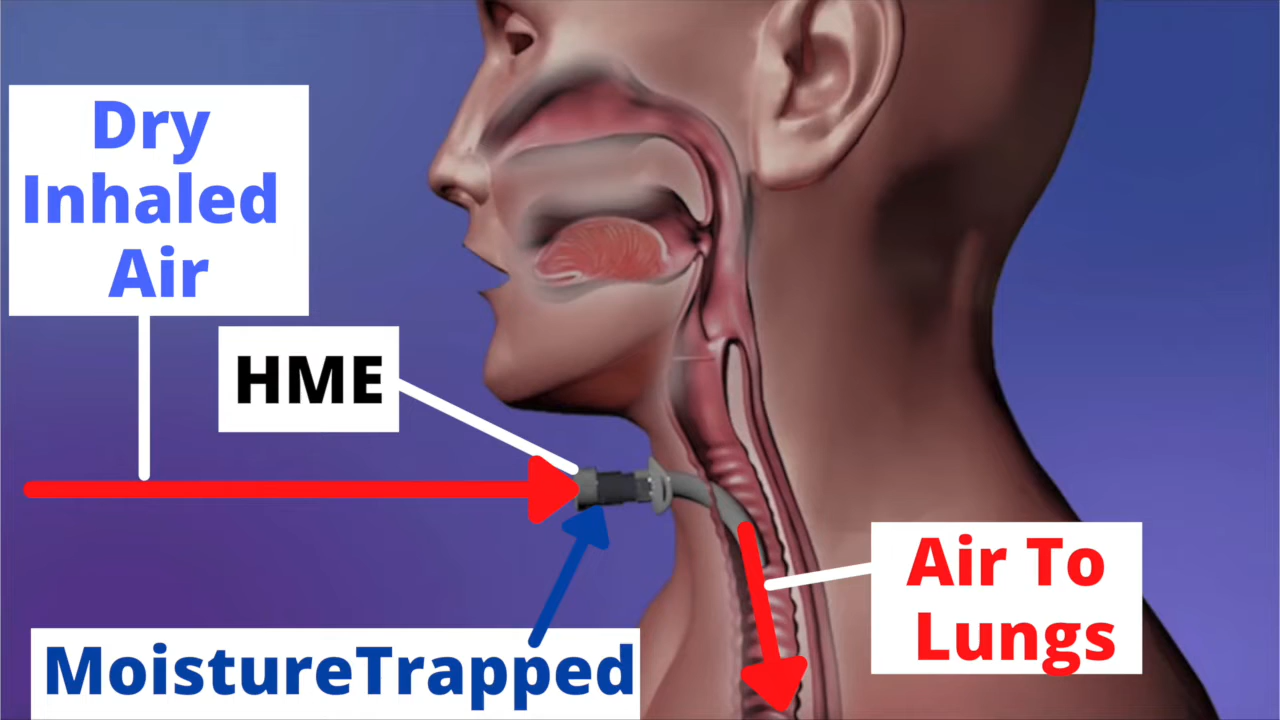 Dry
Inhaled
Air
HME
MoistureTrapped
Air To
Lungs